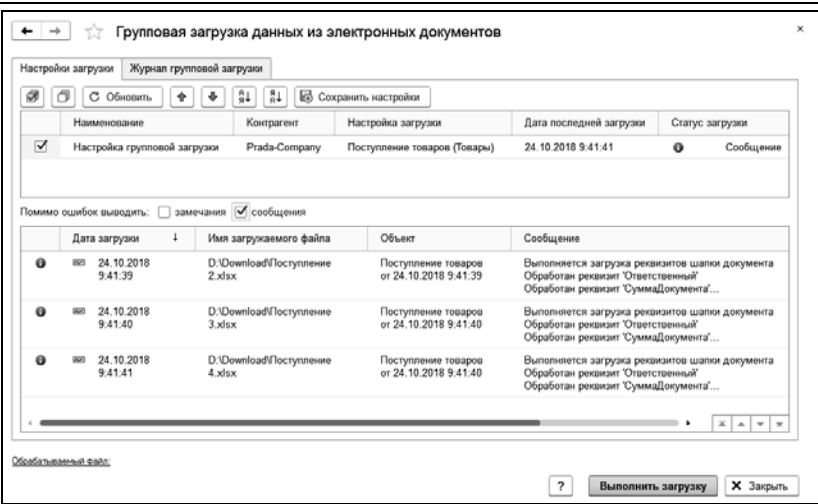 Групповая загрузка данных из электронных документов
Настройки загрузки Журнал групповой загрузки
Обновить Сохранить настройки
Наименование Контрагент Настройка загрузки Дата последней загрузки Статус загрузки
Настройка групповой загрузки Prada-Company Поступление товаров (Товары) 24.10.2018 9:41:41 Сообщение
Помимо ошибок выводить: замечания сообщения
Дата загрузки ↓ Имя загружаемого файла Объект Сообщение
24.10.2018 D:\Download\Поступление Поступление товаров Выполняется загрузка реквизитов шапки документа
9:41:39 2.xlsx от 24.10.2018 9:41:39 Обработан реквизит 'Ответственный'
Обработан реквизит 'СуммаДокумента'...
24.10.2018 D:\Download\Поступление Поступление товаров Выполняется загрузка реквизитов шапки документа
9:41:40 3.xlsx от 24.10.2018 9:41:40 Обработан реквизит 'Ответственный'
Обработан реквизит 'СуммаДокумента'...
24.10.2018 D:\Download\Поступление Поступление товаров Выполняется загрузка реквизитов шапки документа
9:41:41 4.xlsx от 24.10.2018 9:41:40 Обработан реквизит 'Ответственный'
Обработан реквизит 'СуммаДокумента'...
Обрабатываемый файл:
? Выполнить загрузку X Закрыть